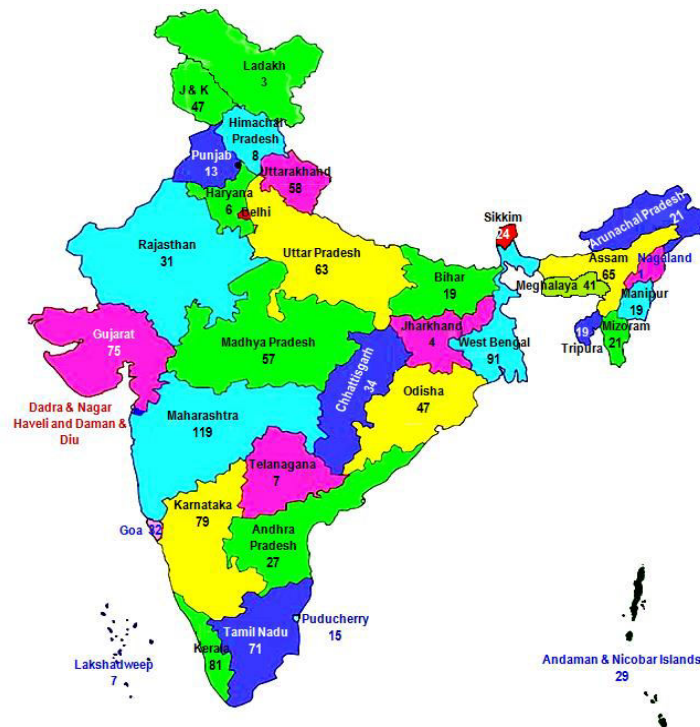 Ladakh
3
J & K
47
Himachal
Pradesh
8
Punjab
13
Uttarakhand
58
Haryana
6
Delhi
7
Rajasthan
31
Uttar Pradesh
63
Sikkim
24
Arunachal Pradesh
21
Assam
65
Nagaland
1
Meghalaya 41
Manipur
19
Bihar
19
Mizoram
21
19
Tripura
Gujarat
75
Madhya Pradesh
57
Jharkhand
4
West Bengal
91
Chhattisgarh
34
Odisha
47
Dadra & Nagar
Haveli and Daman &
Diu
Maharashtra
119
Telanagana
7
Karnataka
79
Goa 32
Andhra
Pradesh
27
Puducherry
15
Tamil Nadu
71
Kerala
81
Lakshadweep
7
Andaman & Nicobar Islands
29